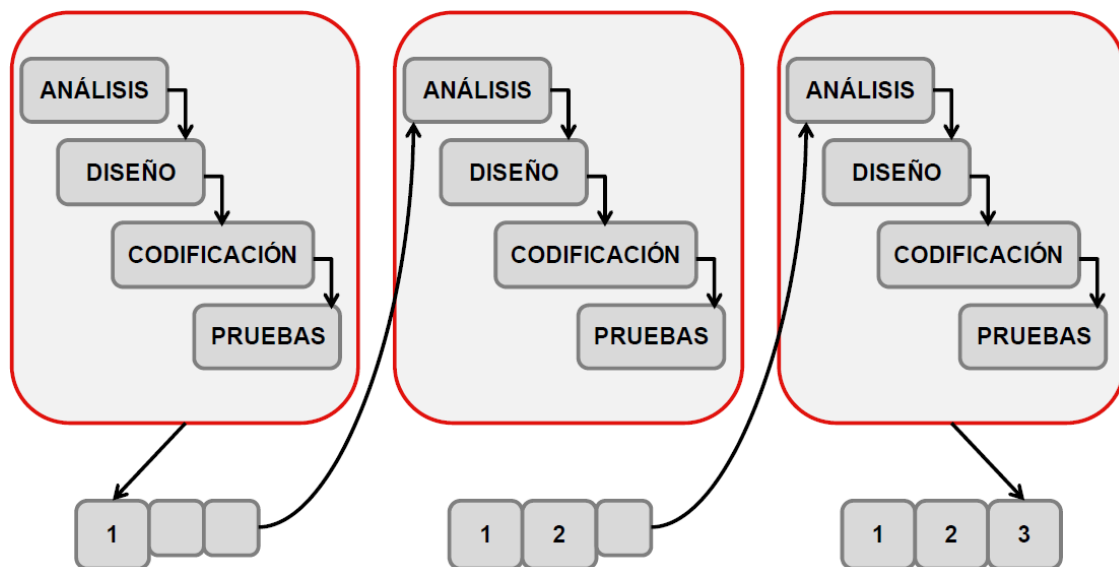 ANÁLISIS
DISEÑO
CODIFICACIÓN
PRUEBAS
ANÁLISIS
DISEÑO
CODIFICACIÓN
PRUEBAS
ANÁLISIS
DISEÑO
CODIFICACIÓN
PRUEBAS
1
1 2
1 2 3